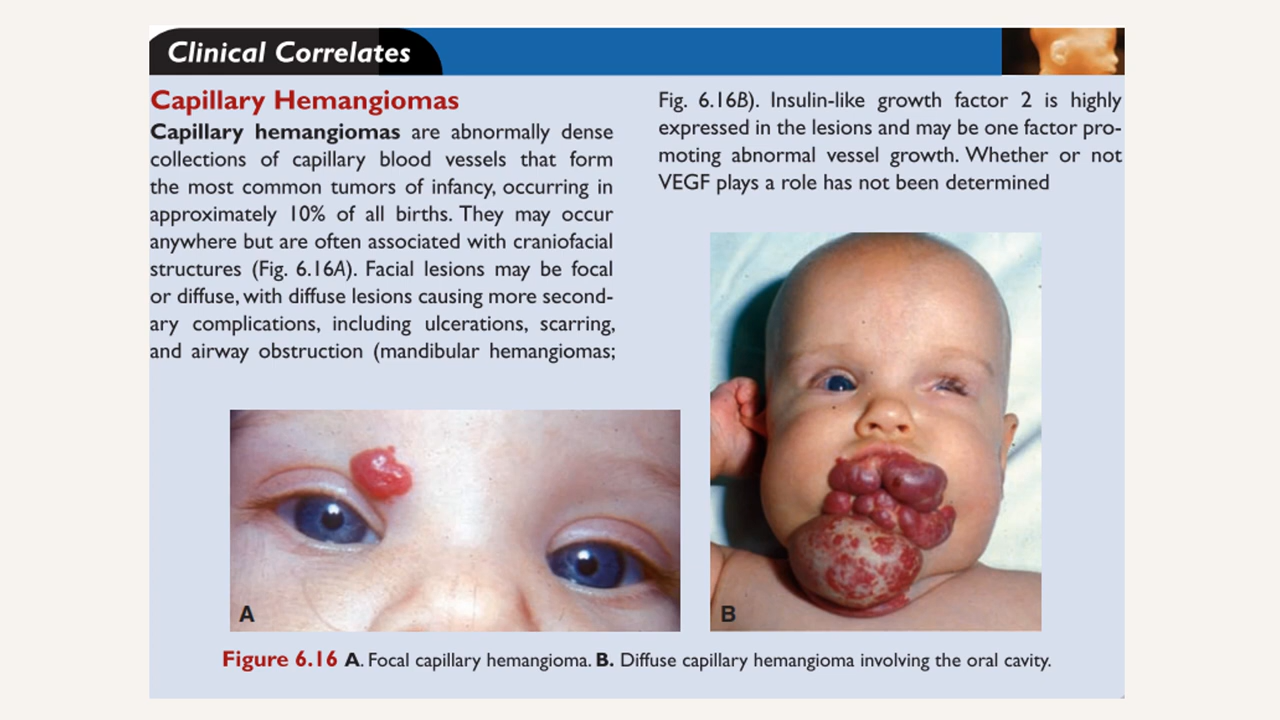 Clinical Correlates
Capillary Hemangiomas
Capillary hemangiomas are abnormally dense
collections of capillary blood vessels that form
the most common tumors of infancy, occurring in
approximately 10% of all births. They may occur
anywhere but are often associated with craniofacial
structures (Fig. 6.16A). Facial lesions may be focal
or diffuse, with diffuse lesions causing more second-
ary complications, including ulcerations, scarring,
and airway obstruction (mandibular hemangiomas;
Fig. 6.16B). Insulin-like growth factor 2 is highly
expressed in the lesions and may be one factor pro-
moting abnormal vessel growth. Whether or not
VEGF plays a role has not been determined
A
B
Figure 6.16 A. Focal capillary hemangioma. B. Diffuse capillary hemangioma involving the oral cavity.